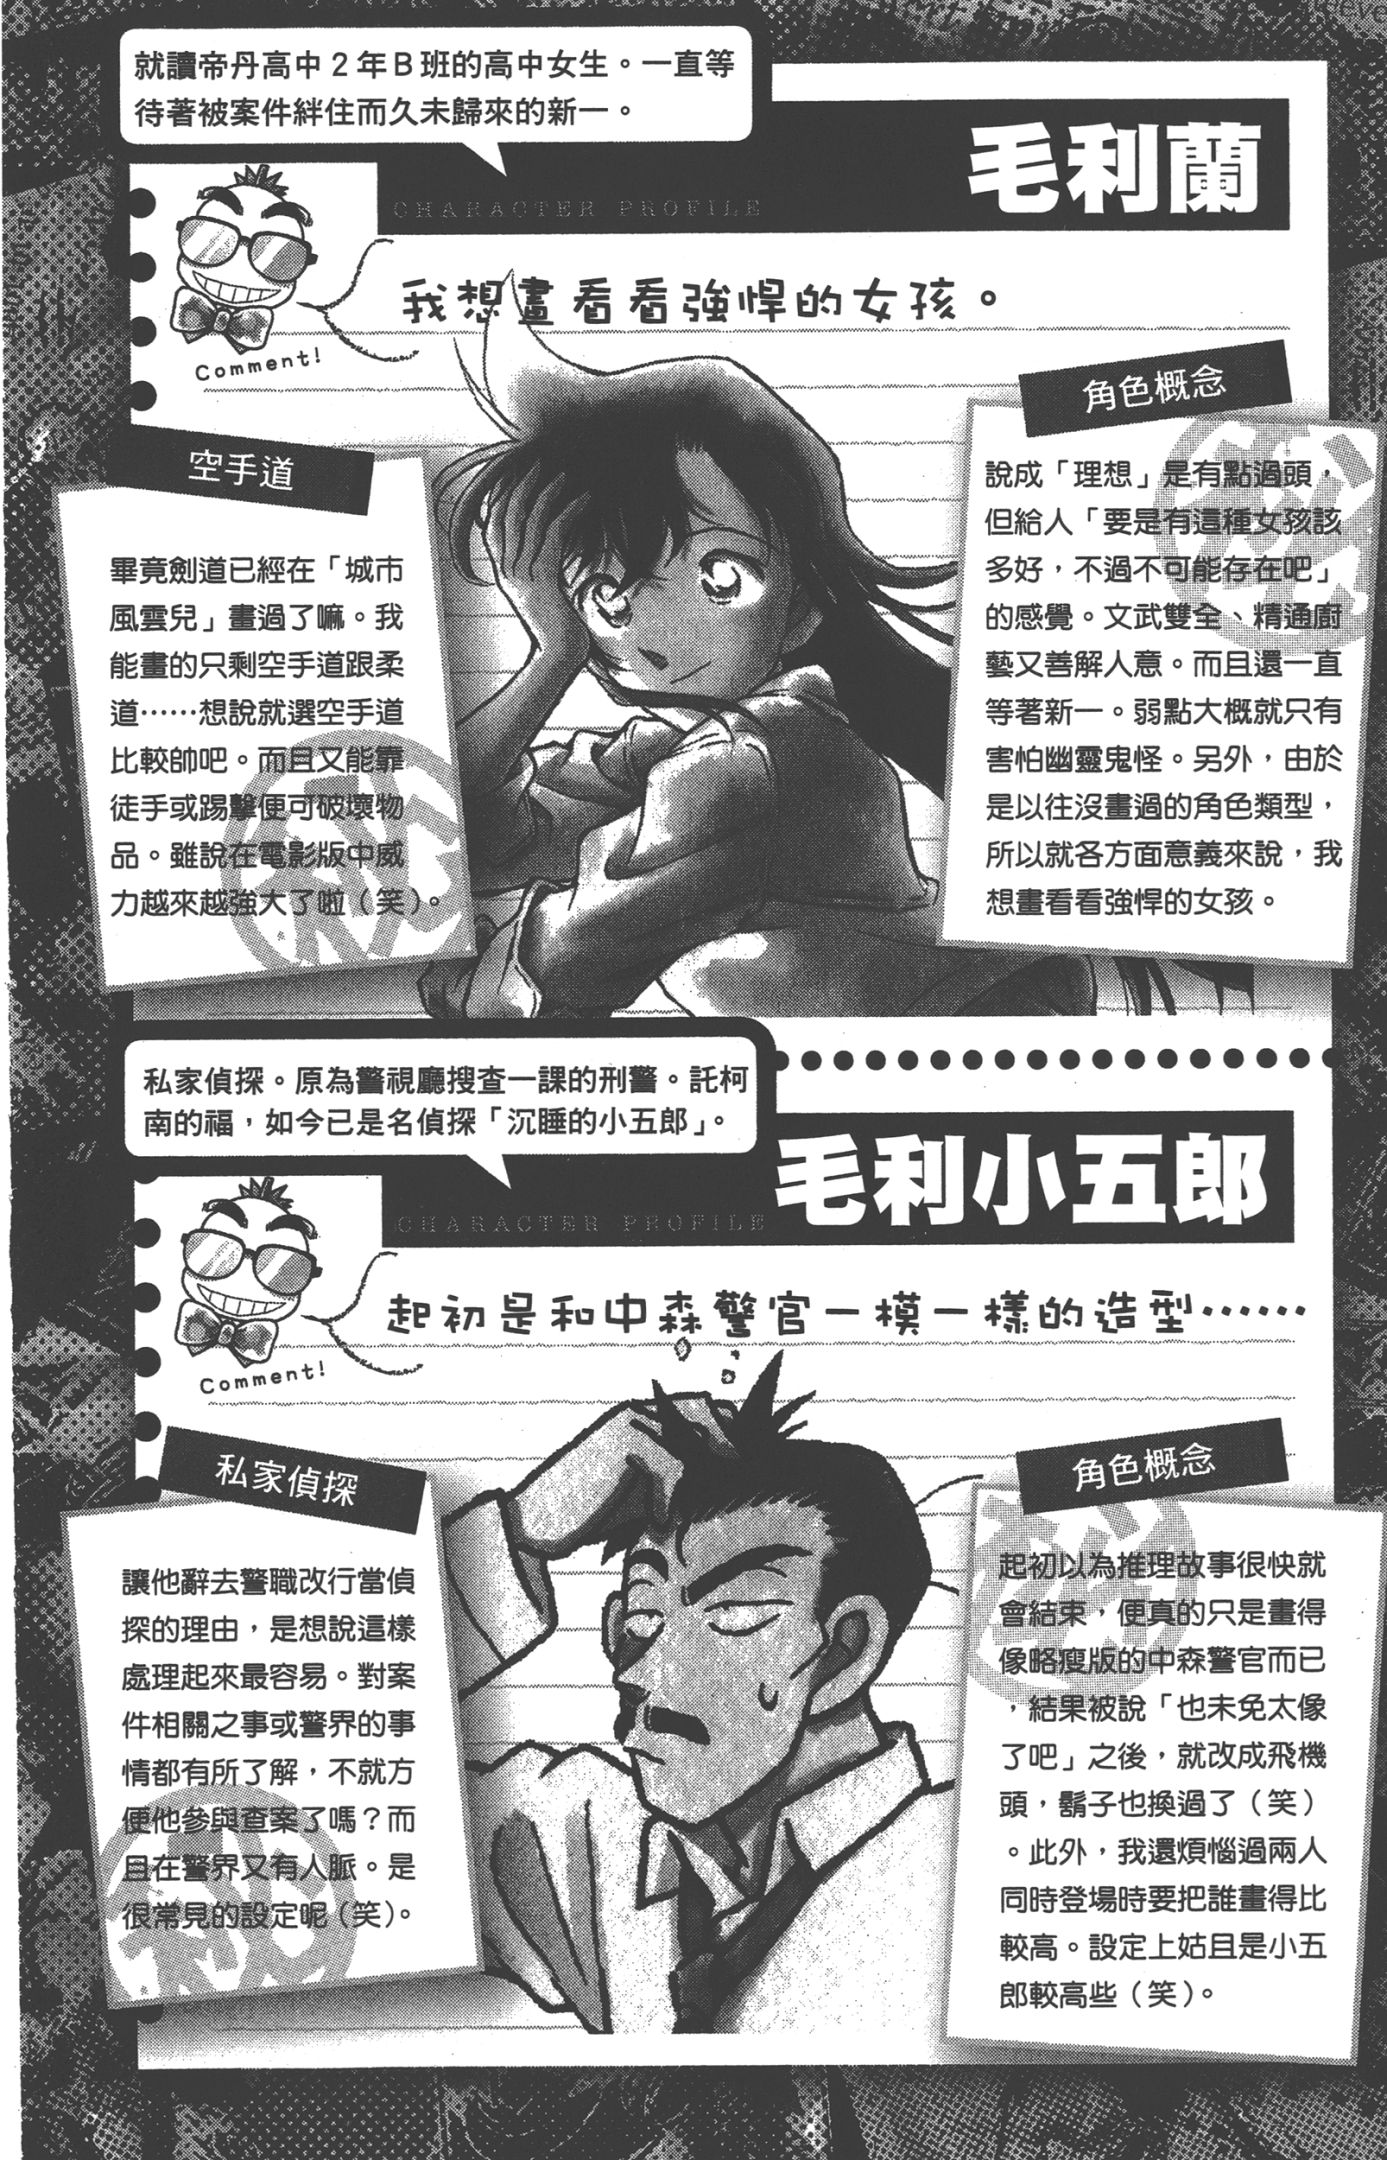 就讀帝丹高中2年B班的高中女生。一直等
待著被案件絆住而久未歸來的新一。
毛利蘭
CHARACTER PROFILE
我想畫看看強悍的女孩。
Comment!
角色概念
說成「理想」是有點過頭，
但給人「要是有這種女孩該
多好，不過不可能存在吧」
的感覺。文武雙全、精通廚
藝又善解人意。而且還一直
等著新一。弱點大概就只有
害怕幽靈鬼怪。另外，由於
是以往沒畫過的角色類型，
所以就各方面意義來說，我
想畫看看強悍的女孩。
空手道
畢竟劍道已經在「城市
風雲兒」畫過了嘛。我
能畫的只剩空手道跟柔
道⋯⋯想說就選空手道
比較帥吧。而且又能靠
徒手或踢擊便可破壞物
品。雖說在電影版中威
力越來越強大了啦（笑）。
私家偵探。原為警視廳搜查一課的刑警。託柯
南的福，如今已是名偵探「沉睡的小五郎」。
毛利小五郎
CHARACTER PROFILE
起初是和中森警官一模一樣的造型⋯⋯
Comment!
角色概念
起初以為推理故事很快就
會結束，便真的只是畫得
像略瘦版的中森警官而已
，結果被說「也未免太像
了吧」之後，就改成飛機
頭，鬍子也換過了（笑）
。此外，我還煩惱過兩人
同時登場時要把誰畫得比
較高。設定上姑且是小五
郎較高些（笑）。
私家偵探
讓他辭去警職改行當偵
探的理由，是想說這樣
處理起來最容易。對案
件相關之事或警界的事
情都有所了解，不就方
便他參與查案了嗎？而
且在警界又有人脈。是
很常見的設定呢（笑）。